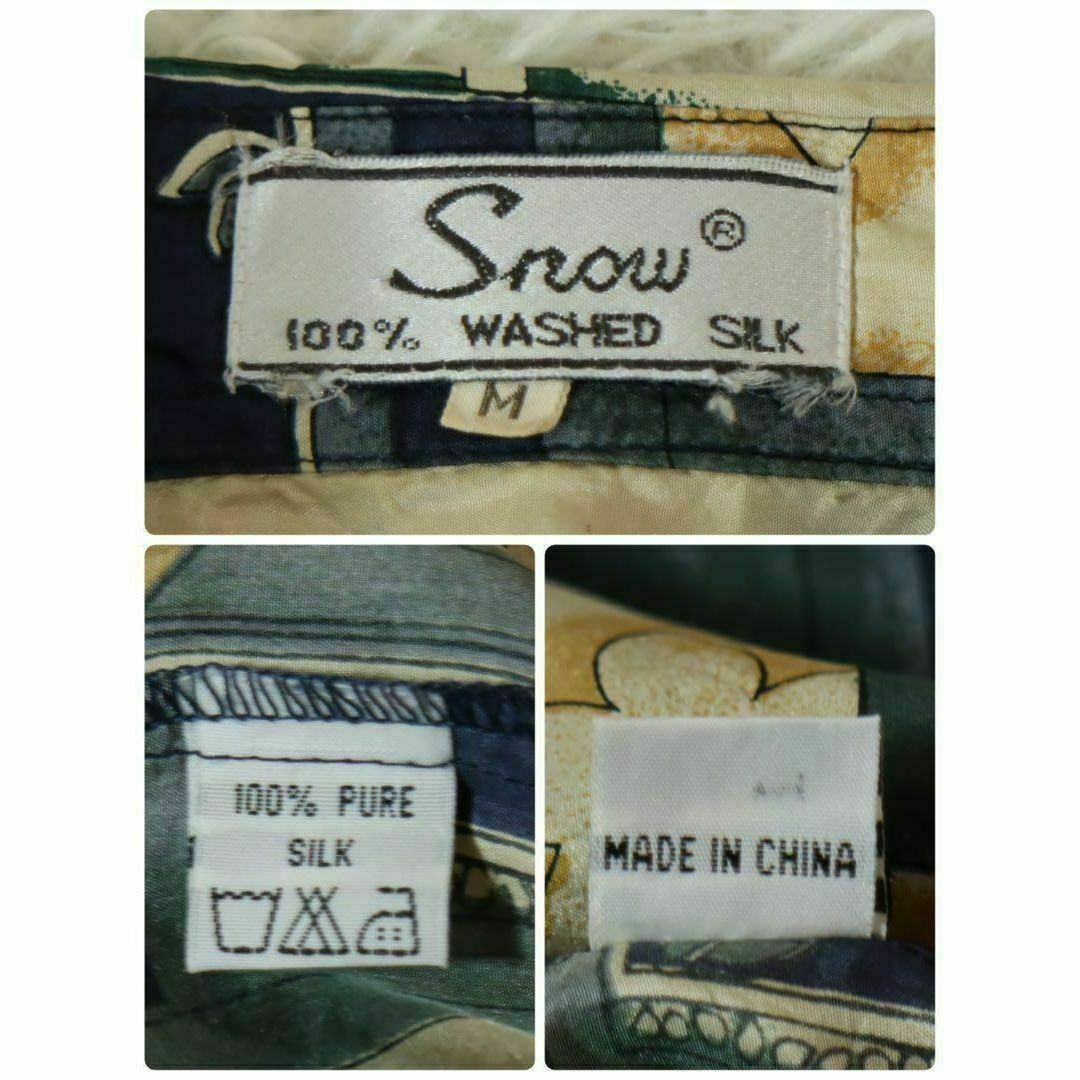 Snow®
100% WASHED SILK
M
100% PURE
SILK
MADE IN CHINA